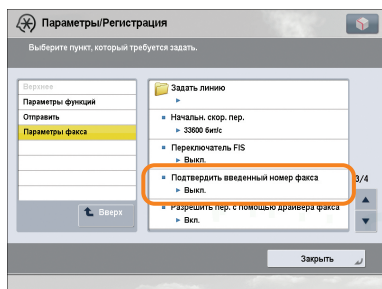 Параметры/Регистрация
Выберите пункт, который требуется задать.
Верхнее
Параметры функций
Отправить
Параметры факса
Вверх
Задать линию
Начальн. скор. пер.
33600 бит/с
Переключатель FIS
Выкл.
Подтвердить введенный номер факса
Выкл.
Разрешить пер. с помощью драйвера факса
Вкл.
3/4
Закрыть